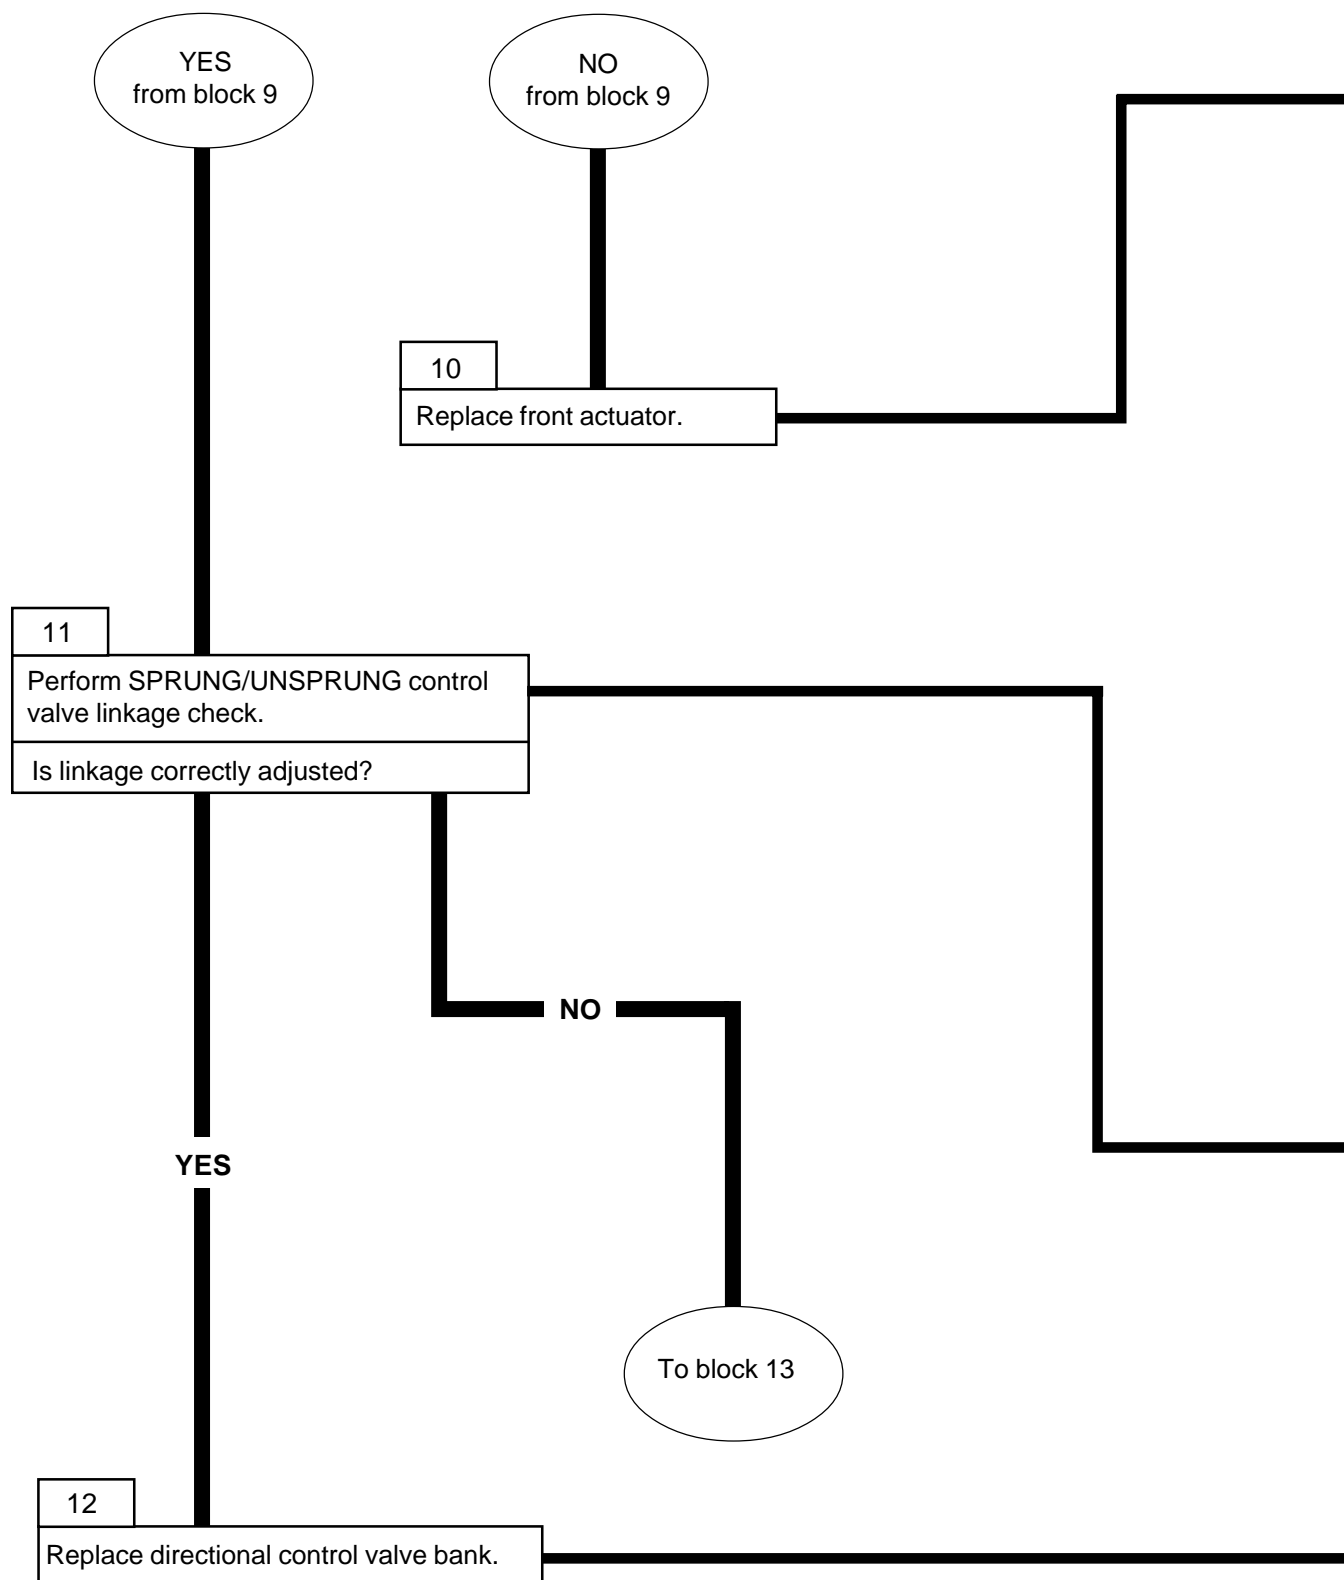 YES
from block 9
NO
from block 9
10
Replace front actuator.
11
Perform SPRUNG/UNSPRUNG control
valve linkage check.
Is linkage correctly adjusted?
NO
YES
To block 13
12
Replace directional control valve bank.